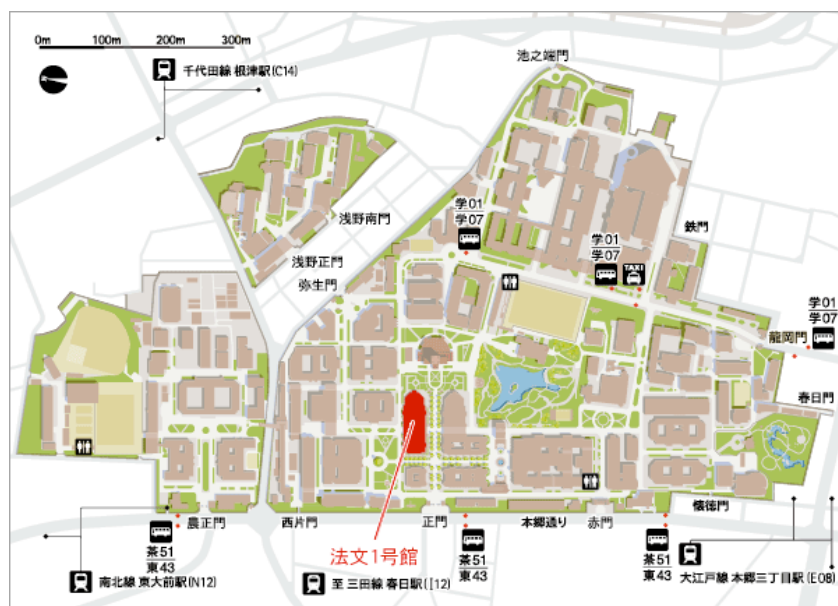 0m 100m 200m 300m
千代田線 根津駅(C14)
池之端門
学01
学07
浅野南門
浅野正門
弥生門
学01
学07
TAXI
鉄門
学01
学07
龍岡門
春日門
懐徳門
農正門
西片門
正門
本郷通り
赤門
茶51
東43
法文1号館
茶51
東43
茶51
東43
南北線 東大前駅(N12)
至 三田線 春日駅(I12)
大江戸線 本郷三丁目駅(E08)